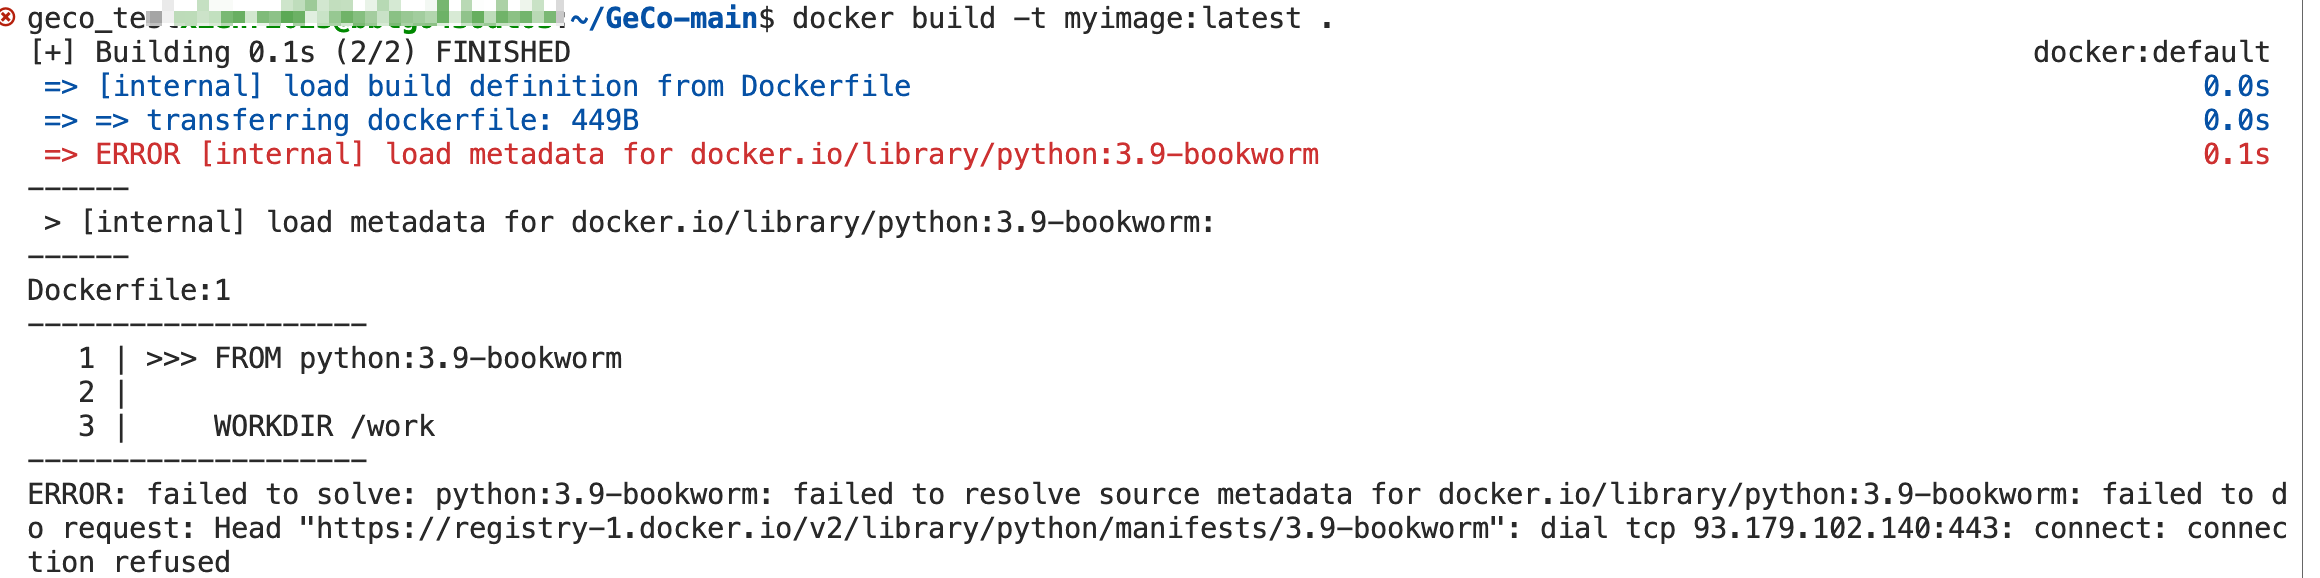 geco_te ~/GeCo-main$ docker build -t myimage:latest .
[+] Building 0.1s (2/2) FINISHED docker:default
=> [internal] load build definition from Dockerfile 0.0s
=> => transferring dockerfile: 449B 0.0s
=> ERROR [internal] load metadata for docker.io/library/python:3.9-bookworm 0.1s
------
> [internal] load metadata for docker.io/library/python:3.9-bookworm:
------
Dockerfile:1
--------------------
1 | >>> FROM python:3.9-bookworm
2 |
3 | WORKDIR /work
--------------------
ERROR: failed to solve: python:3.9-bookworm: failed to resolve source metadata for docker.io/library/python:3.9-bookworm: failed to d
o request: Head "https://registry-1.docker.io/v2/library/python/manifests/3.9-bookworm": dial tcp 93.179.102.140:443: connect: connec
tion refused